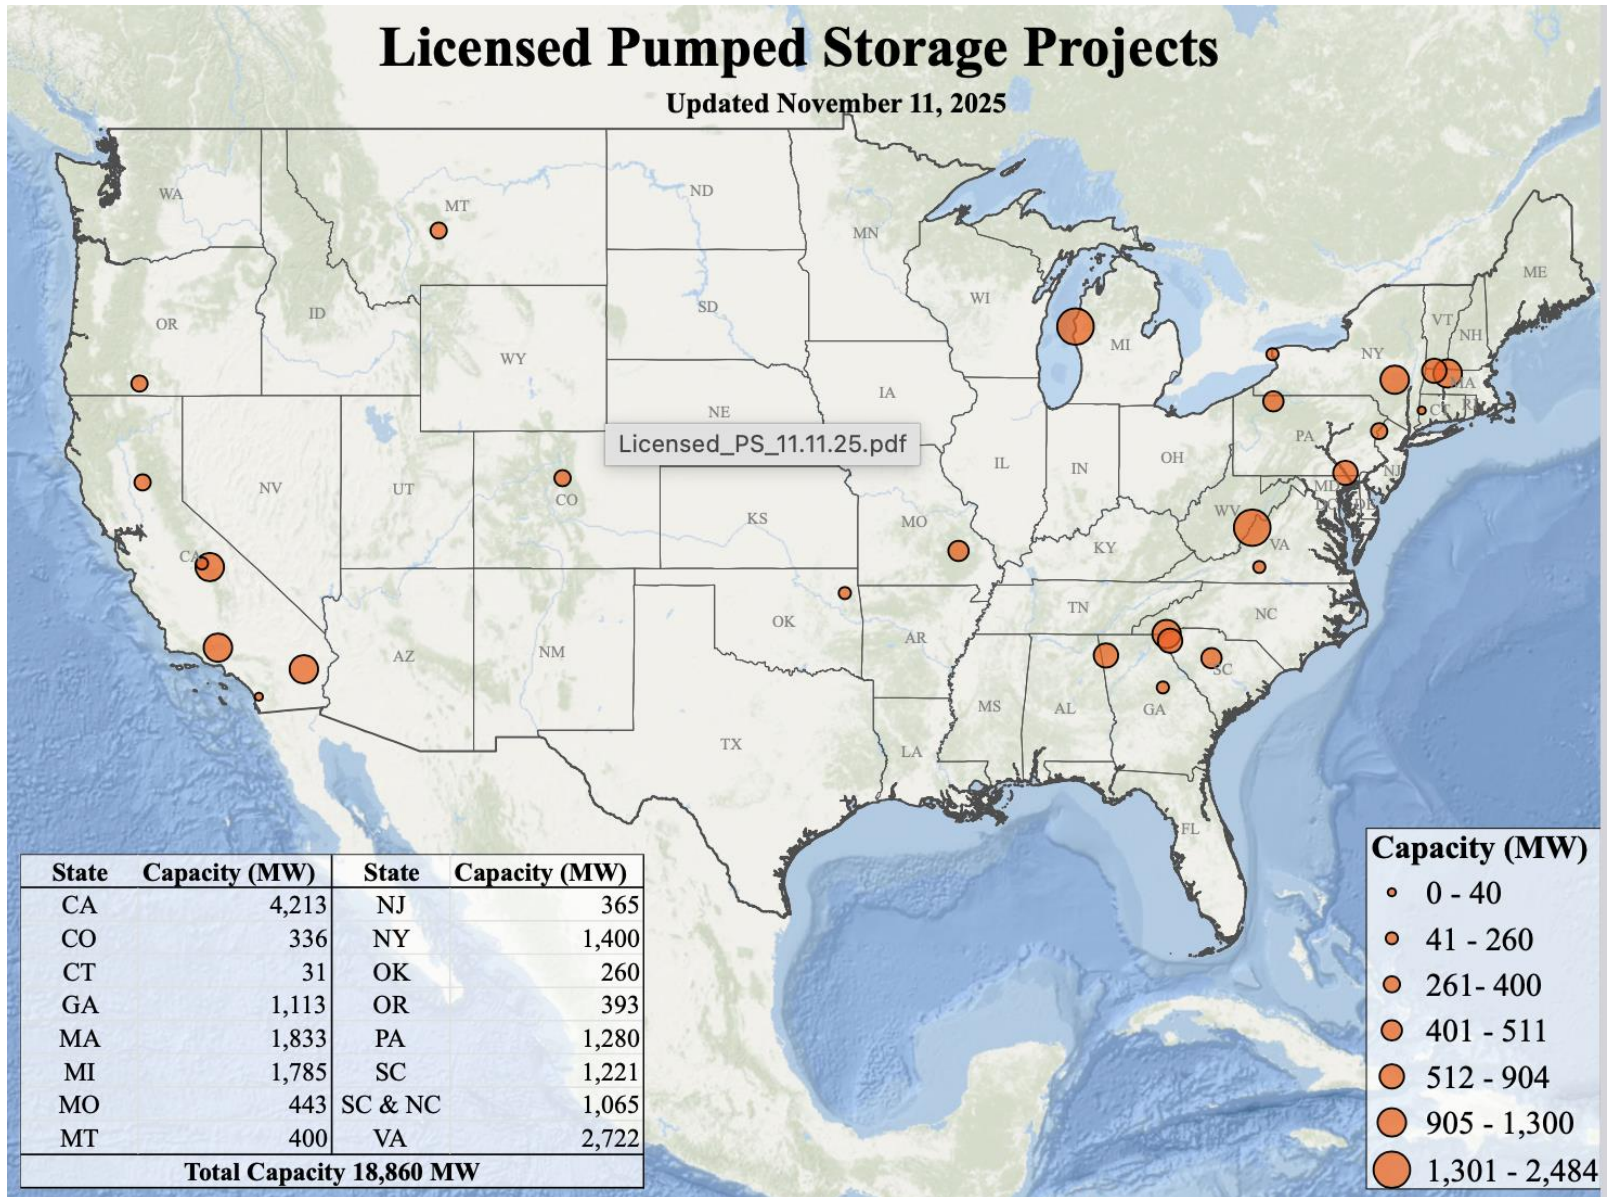 Licensed Pumped Storage Projects
Updated November 11, 2025
WA
MT
ND
MN
ME
OR
ID
SD
WI
VT
NH
WY
MI
NY
MA
IA
NE
CT
RI
PA
Licensed_PS_11.11.25.pdf
NV
UT
CO
IL
IN
OH
NJ
MD
DC
DE
KS
MO
WV
VA
KY
CA
TN
NC
OK
AR
AZ
NM
SC
MS
AL
GA
TX
LA
FL
State Capacity (MW) State Capacity (MW)
CA 4,213 NJ 365
CO 336 NY 1,400
CT 31 OK 260
GA 1,113 OR 393
MA 1,833 PA 1,280
MI 1,785 SC 1,221
MO 443 SC & NC 1,065
MT 400 VA 2,722
Total Capacity 18,860 MW
Capacity (MW)
0 - 40
41 - 260
261- 400
401 - 511
512 - 904
905 - 1,300
1,301 - 2,484